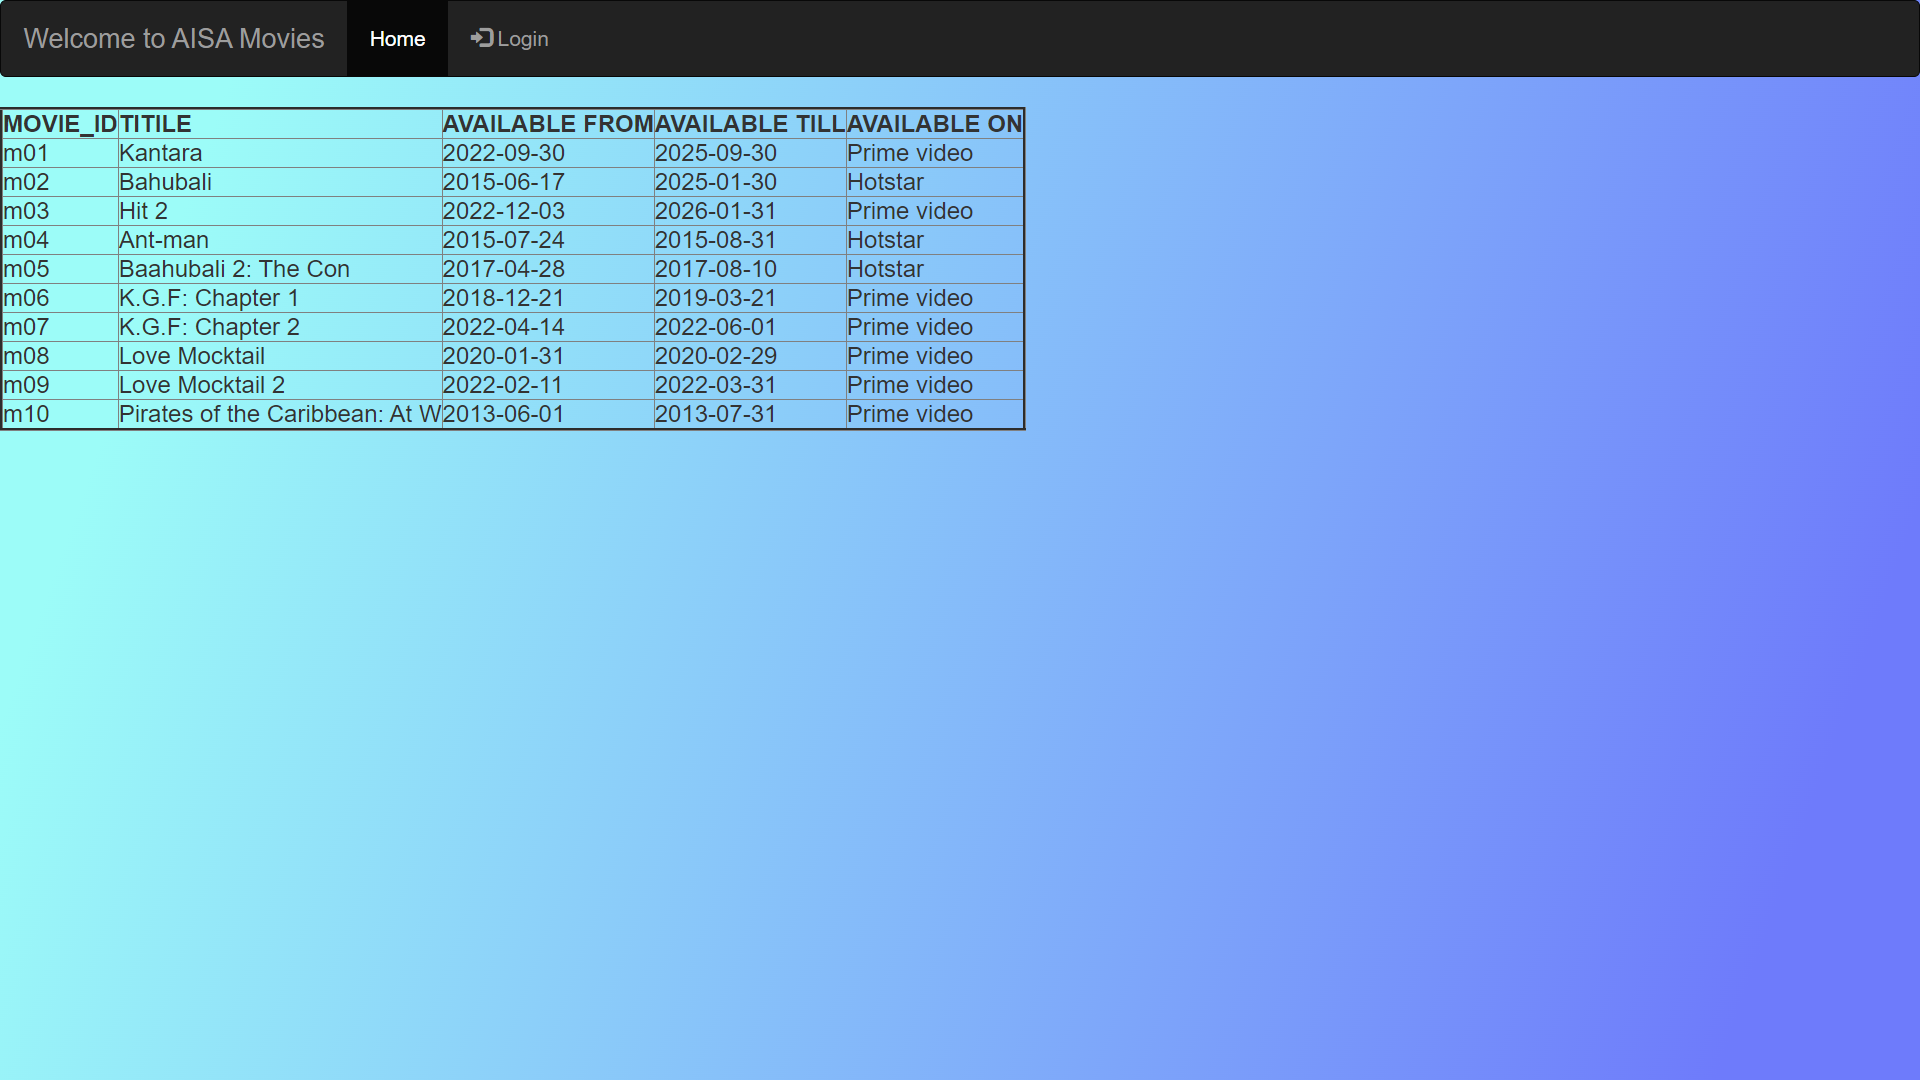 Welcome to AISA Movies Home Login
MOVIE_ID TITILE AVAILABLE FROM AVAILABLE TILL AVAILABLE ON
m01 Kantara 2022-09-30 2025-09-30 Prime video
m02 Bahubali 2015-06-17 2025-01-30 Hotstar
m03 Hit 2 2022-12-03 2026-01-31 Prime video
m04 Ant-man 2015-07-24 2015-08-31 Hotstar
m05 Baahubali 2: The Con 2017-04-28 2017-08-10 Hotstar
m06 K.G.F: Chapter 1 2018-12-21 2019-03-21 Prime video
m07 K.G.F: Chapter 2 2022-04-14 2022-06-01 Prime video
m08 Love Mocktail 2020-01-31 2020-02-29 Prime video
m09 Love Mocktail 2 2022-02-11 2022-03-31 Prime video
m10 Pirates of the Caribbean: At W 2013-06-01 2013-07-31 Prime video